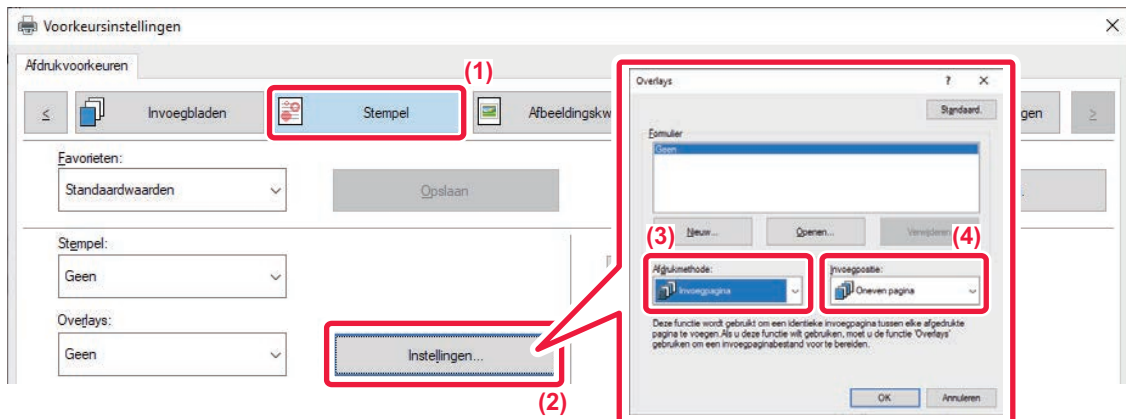 Voorkeursinstellingen
Afdrukvoorkeuren
(1)
Invoegbladen
Stempel
Afbeeldingskw
gen
Favorieten:
Standaardwaarden
Opslaan
Stempel:
Geen
Overlays:
Geen
Instellingen...
(2)
Overlays
Standaard.
Formulier
Geen
Nieuw...
Openen...
Verwijderen
(3)
(4)
Afdrukmethode:
Invoegpagina
Invoegpositie:
Oneven pagina
Deze functie wordt gebruikt om een identieke invoegpagina tussen elke afgedrukte
pagina te voegen. Als u deze functie wilt gebruiken, moet u de functie 'Overlays'
gebruiken om een invoegpaginabestand voor te bereiden.
OK
Annuleren